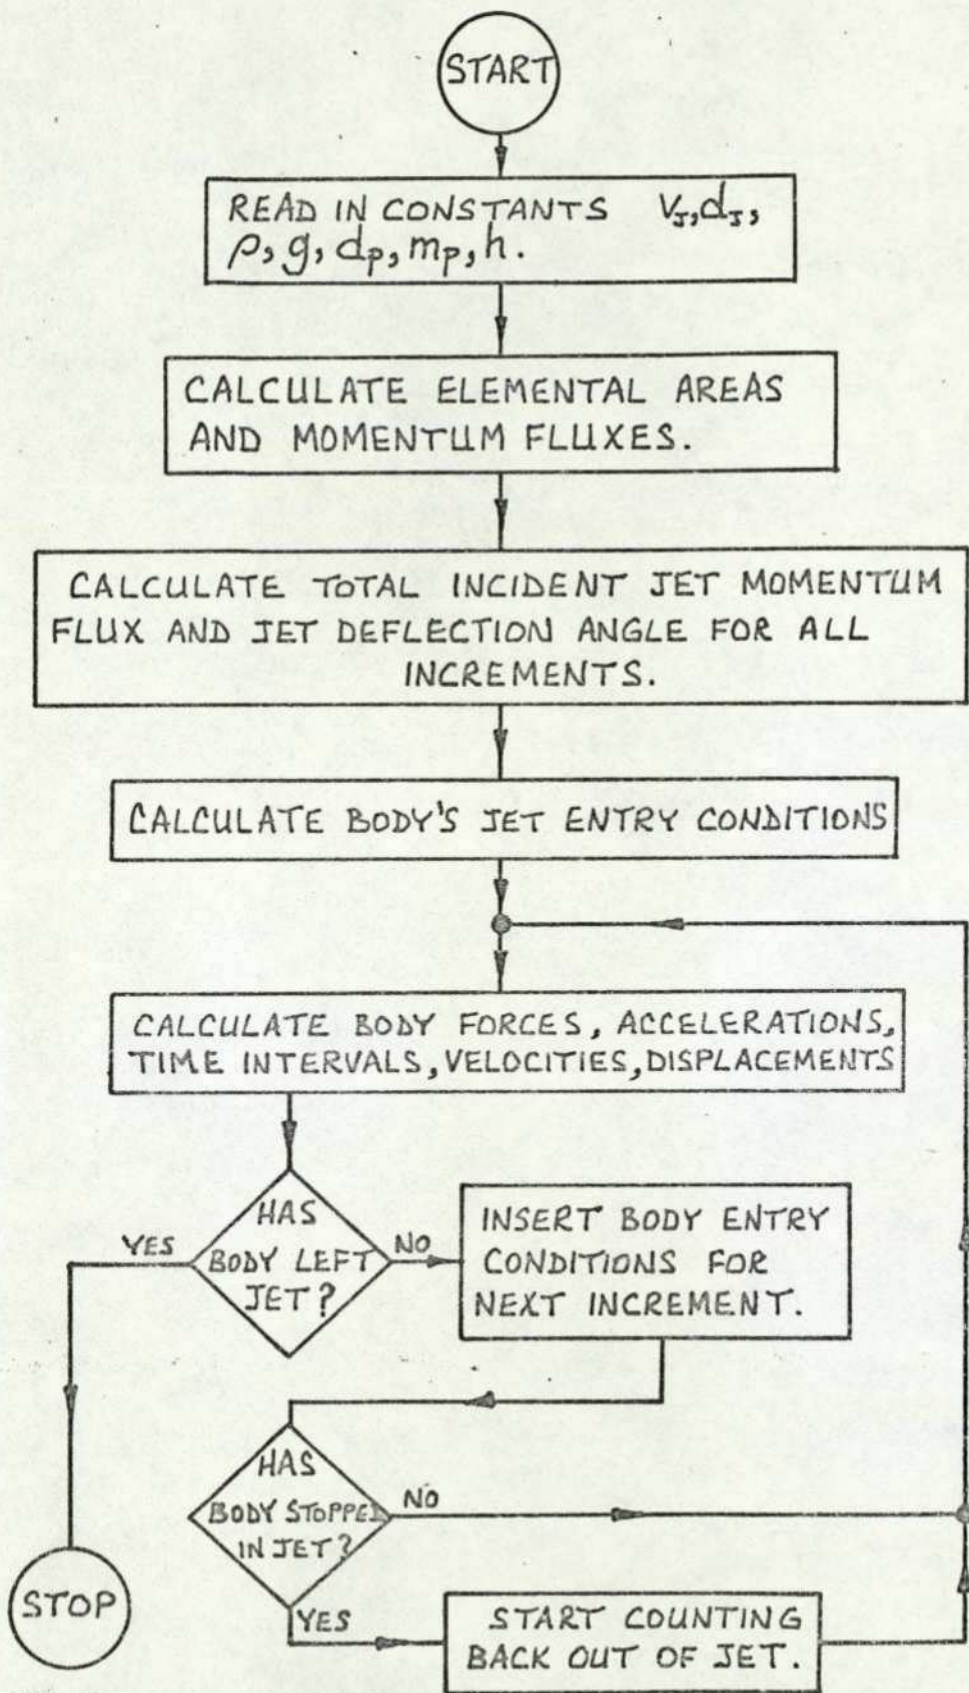 START
READ IN CONSTANTS V_J, d_J,
ρ, g, d_P, m_P, h.
CALCULATE ELEMENTAL AREAS
AND MOMENTUM FLUXES.
CALCULATE TOTAL INCIDENT JET MOMENTUM
FLUX AND JET DEFLECTION ANGLE FOR ALL
INCREMENTS.
CALCULATE BODY'S JET ENTRY CONDITIONS
CALCULATE BODY FORCES, ACCELERATIONS,
TIME INTERVALS, VELOCITIES, DISPLACEMENTS
HAS
BODY LEFT
JET?
YES
NO
INSERT BODY ENTRY
CONDITIONS FOR
NEXT INCREMENT.
HAS
BODY STOPPED
IN JET?
NO
YES
START COUNTING
BACK OUT OF JET.
STOP